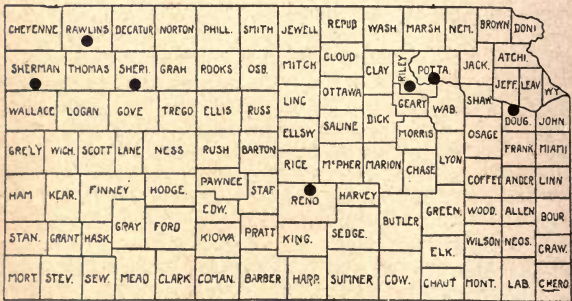 CHEYENNE RAWLINS DECATUR NORTON PHILL. SMITH JEWELL REPUB WASH MARSH NEM. BROWN DONI
SHERMAN THOMAS SHERI. GRAH ROOKS OSB. MITCH CLOUD CLAY RILEY POTTA. JACK. ATCHI.
JEFF. LEAV WY.
WALLACE LOGAN GOVE TREGO ELLIS RUSS LINC OTTAWA GEARY WAB. SHAW. DOUG. JOHN.
ELLSW SALINE DICK MORRIS OSAGE
GRE'LY WICH. SCOTT LANE NESS RUSH BARTON RICE McPHER MARION CHASE LYON FRANK. MIAMI
HAM KEAR. FINNEY HODGE. PAWNEE STAF RENO HARVEY COFFEY ANDER LINN
EDW.
STAN. GRANT HASK. GRAY FORD KIOWA PRATT KING. SEDGE. BUTLER GREEN. WOOD. ALLEN BOUR
ELK. WILSON NEOS. CRAW.
MORT STEV. SEW. MEAD CLARK COMAN. BARBER HARP. SUMNER COW. CHAUT MONT. LAB. CHERO